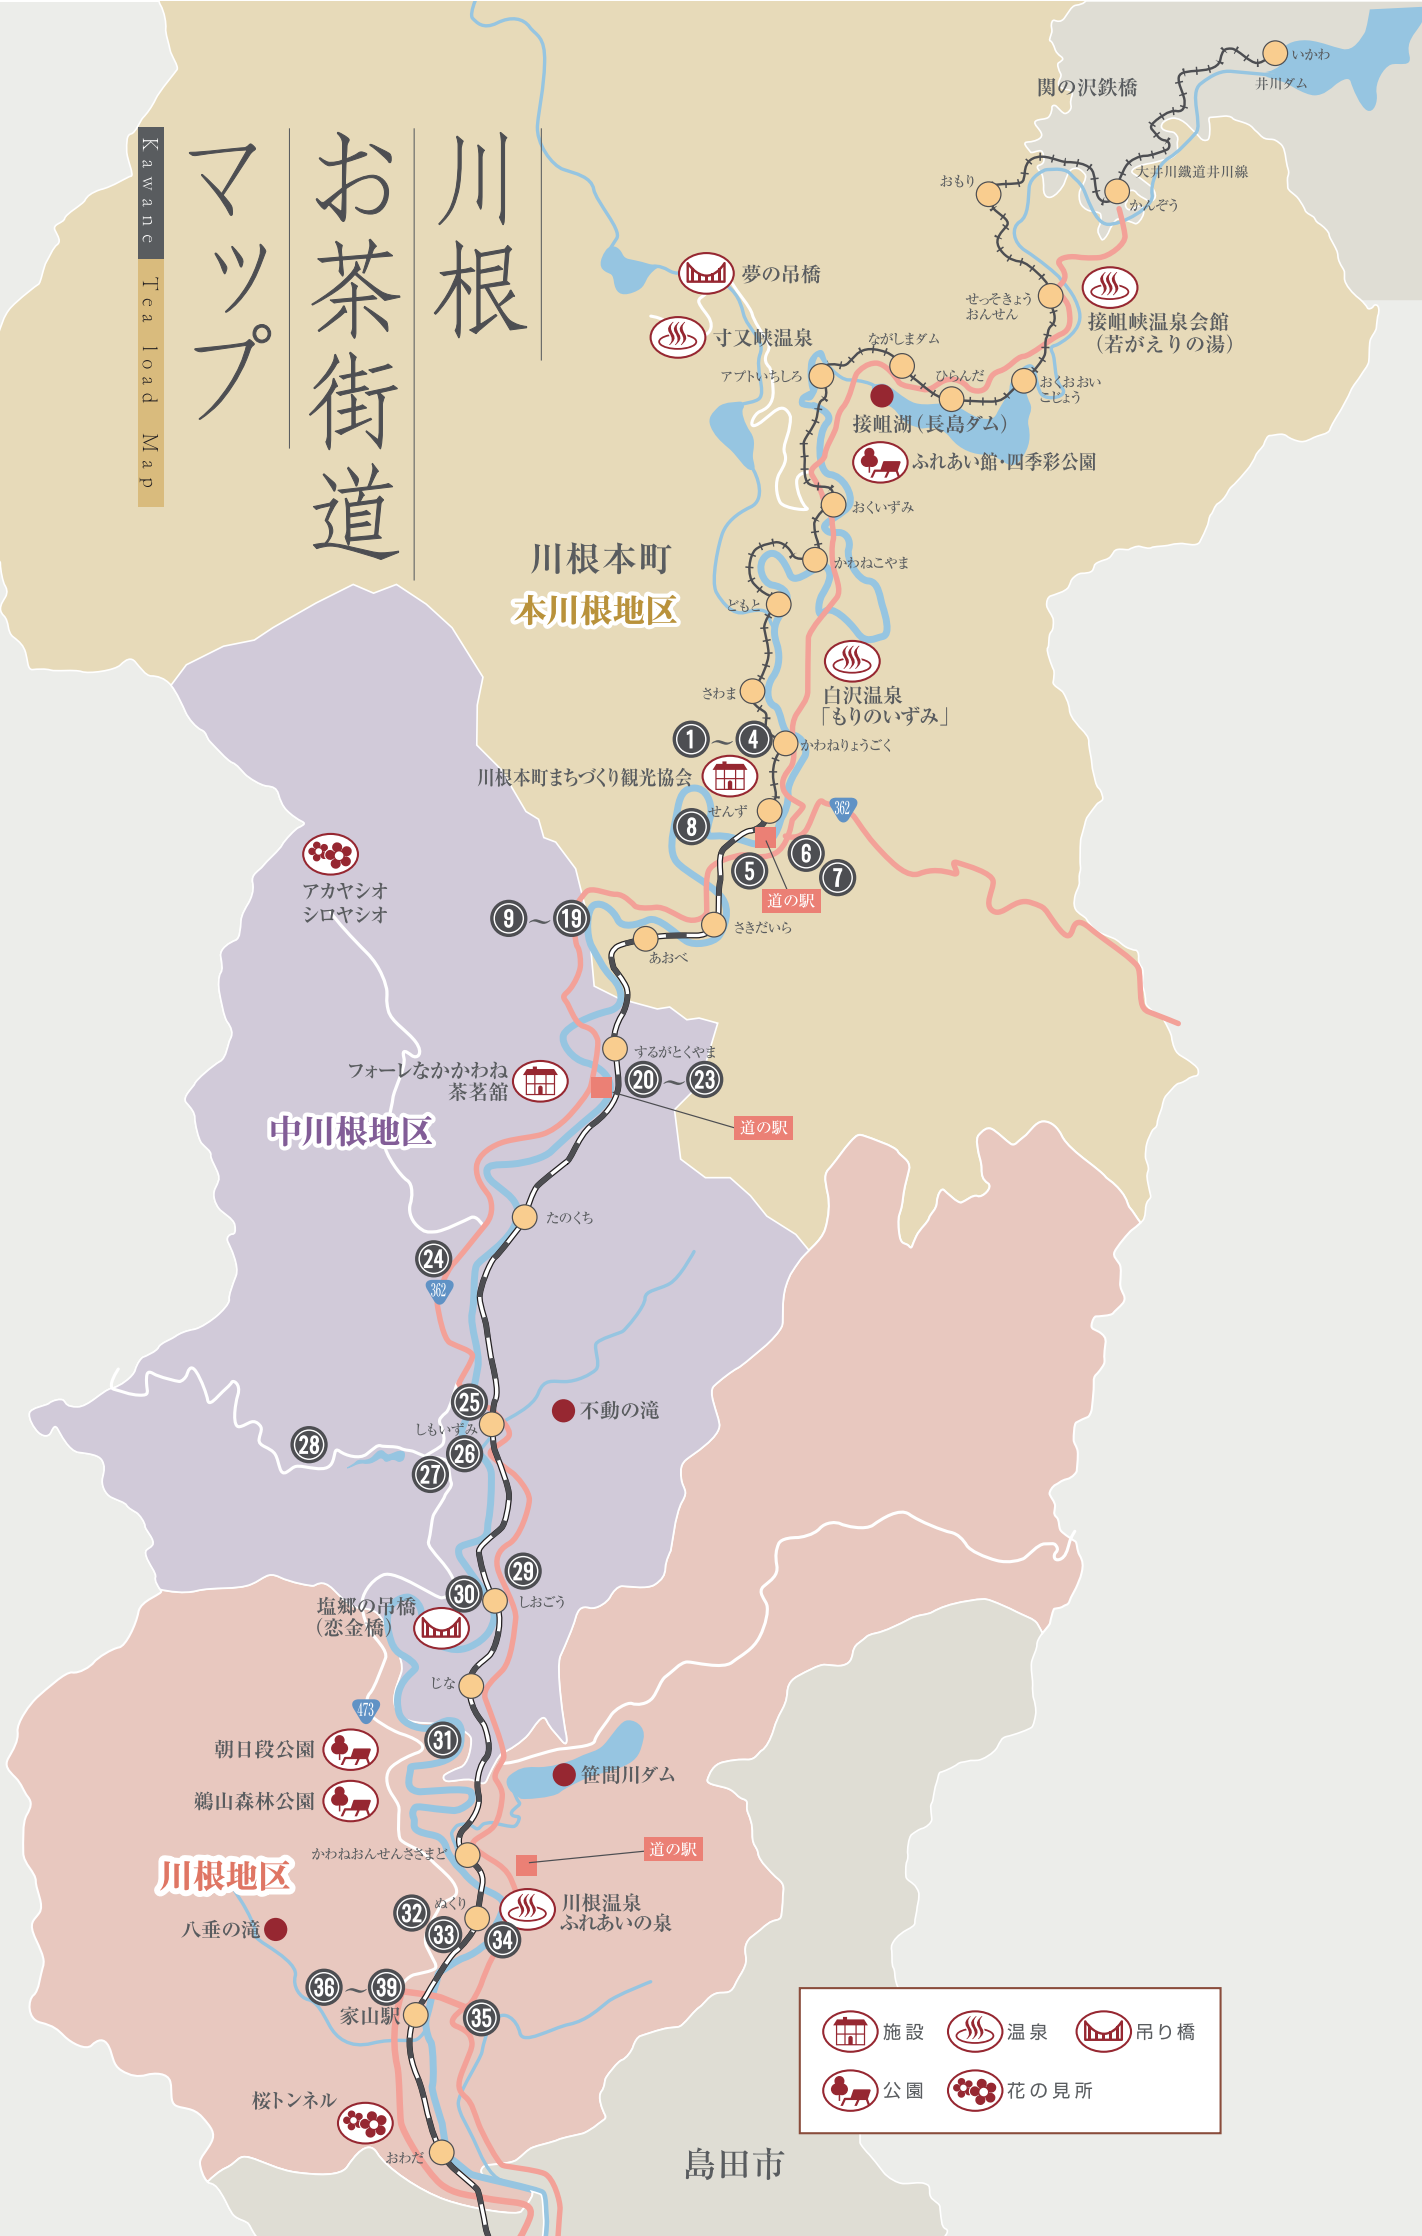 川根
お茶街道
マップ
Kawane Tea load Map
いかわ
井川ダム
関の沢鉄橋
大井川鐵道井川線
かんぞう
おもり
せっそきょう
おんせん
接岨峡温泉会館
（若がえりの湯）
夢の吊橋
寸又峡温泉
ながしまダム
アプトいちしろ
ひらんだ
おくおおい
こじょう
接岨湖（長島ダム）
ふれあい館・四季彩公園
おくいずみ
川根本町
本川根地区
かわねこやま
どもと
白沢温泉
「もりのいずみ」
さわま
1～4
かわねりょうごく
川根本町まちづくり観光協会
せんず
362
8
6
5
7
道の駅
アカヤシオ
シロヤシオ
9～19
さきだいら
あおべ
するがとくやま
フォーレなかかわね
茶茗舘
20～23
道の駅
中川根地区
たのくち
24
362
25
不動の滝
しもいずみ
28
26
27
29
30
しおごう
塩郷の吊橋
（恋金橋）
じな
473
31
朝日段公園
笹間川ダム
鵜山森林公園
かわねおんせんささまど
道の駅
川根地区
ぬくり
32
川根温泉
ふれあいの泉
33
34
八垂の滝
36～39
家山駅
35
桜トンネル
おわだ
島田市
施設
温泉
吊り橋
公園
花の見所